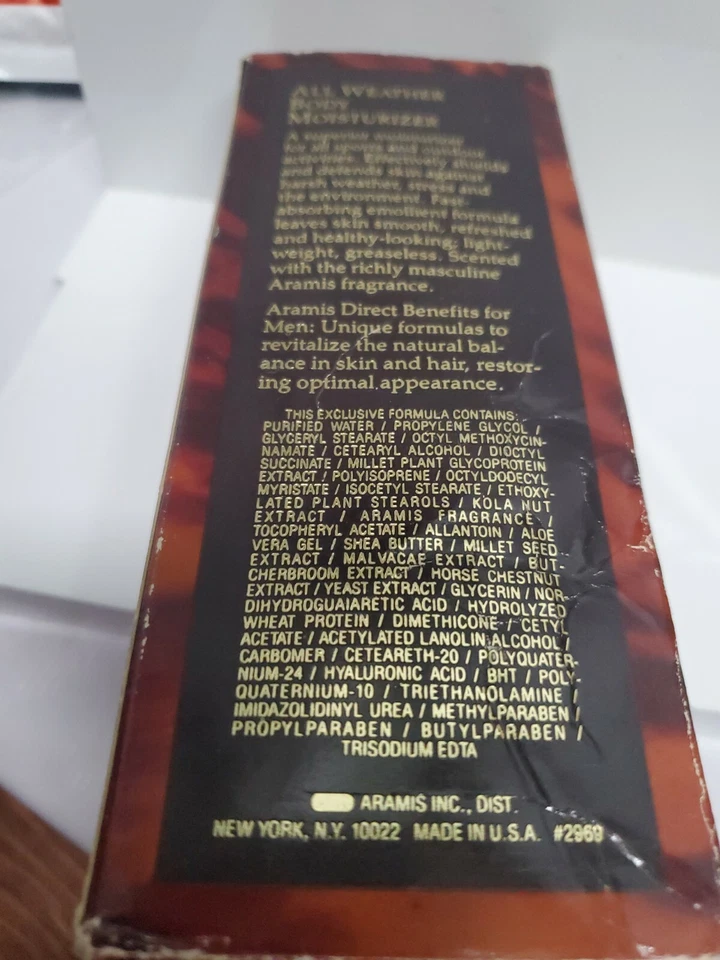 ALL WEATHER
BODY
MOISTURIZER
A superior moisturizer
for all sports and outdoor
activities. Effectively shields
and defends skin against
harsh weather, stress and
the environment. Fast-
absorbing emollient formula
leaves skin smooth, refreshed
and healthy-looking; light-
weight, greaseless. Scented
with the richly masculine
Aramis fragrance.
Aramis Direct Benefits for
Men: Unique formulas to
revitalize the natural bal-
ance in skin and hair, restor-
ing optimal appearance.
THIS EXCLUSIVE FORMULA CONTAINS:
PURIFIED WATER / PROPYLENE GLYCOL /
GLYCERYL STEARATE / OCTYL METHOXYCIN-
NAMATE / CETEARYL ALCOHOL / DIOCTYL
SUCCINATE / MILLET PLANT GLYCOPROTEIN
EXTRACT / POLYISOPRENE / OCTYLDODECYL
MYRISTATE / ISOCETYL STEARATE / ETHOXY-
LATED PLANT STEAROLS / KOLA NUT
EXTRACT / ARAMIS FRAGRANCE /
TOCOPHERYL ACETATE / ALLANTOIN / ALOE
VERA GEL / SHEA BUTTER / MILLET SEED
EXTRACT / MALVACAE EXTRACT / BUT-
CHERBROOM EXTRACT / HORSE CHESTNUT
EXTRACT / YEAST EXTRACT / GLYCERIN / NOR-
DIHYDROGUAIARETIC ACID / HYDROLYZED
WHEAT PROTEIN / DIMETHICONE / CETYL
ACETATE / ACETYLATED LANOLIN ALCOHOL /
CARBOMER / CETEARETH-20 / POLYQUATER-
NIUM-24 / HYALURONIC ACID / BHT / POLY-
QUATERNIUM-10 / TRIETHANOLAMINE /
IMIDAZOLIDINYL UREA / METHYLPARABEN /
PROPYLPARABEN / BUTYLPARABEN /
TRISODIUM EDTA
ARAMIS INC., DIST.
NEW YORK, N.Y. 10022 MADE IN U.S.A. #2969